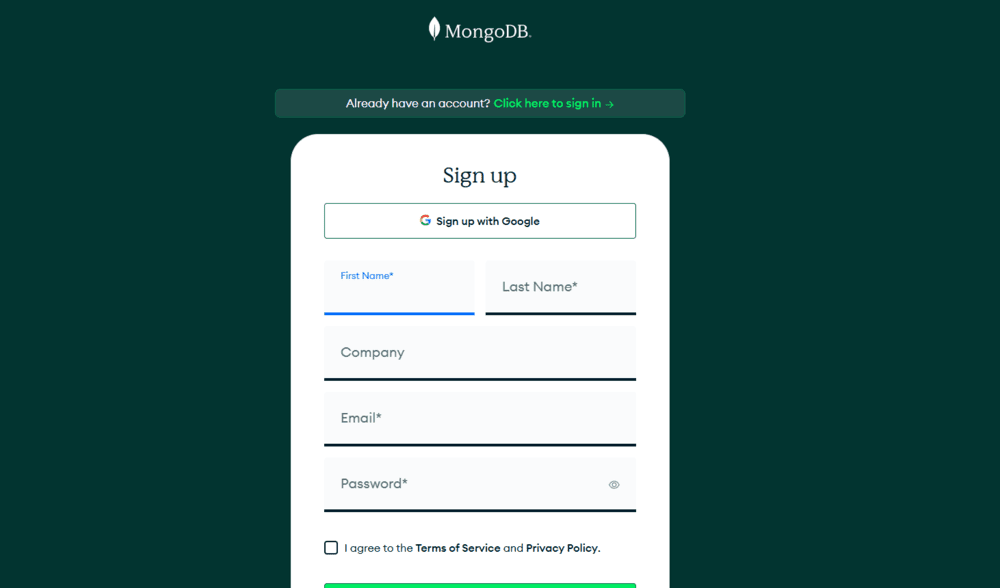 MongoDB.
Already have an account? Click here to sign in →
Sign up
Sign up with Google
First Name*
Last Name*
Company
Email*
Password*
I agree to the Terms of Service and Privacy Policy.